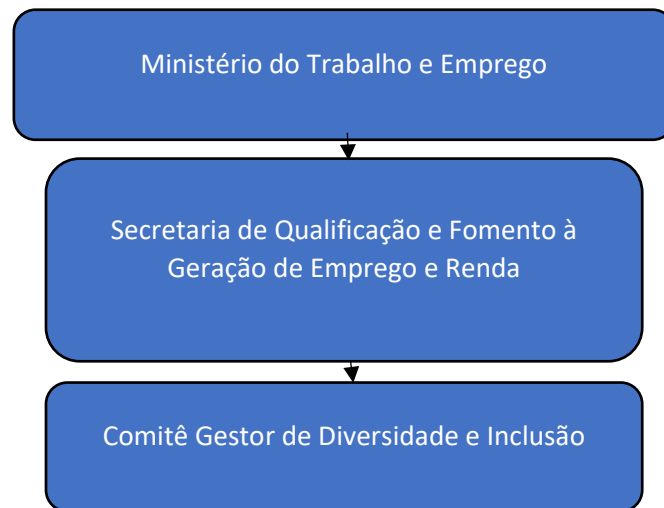 Ministério do Trabalho e Emprego
Secretaria de Qualificação e Fomento à
Geração de Emprego e Renda
Comitê Gestor de Diversidade e Inclusão